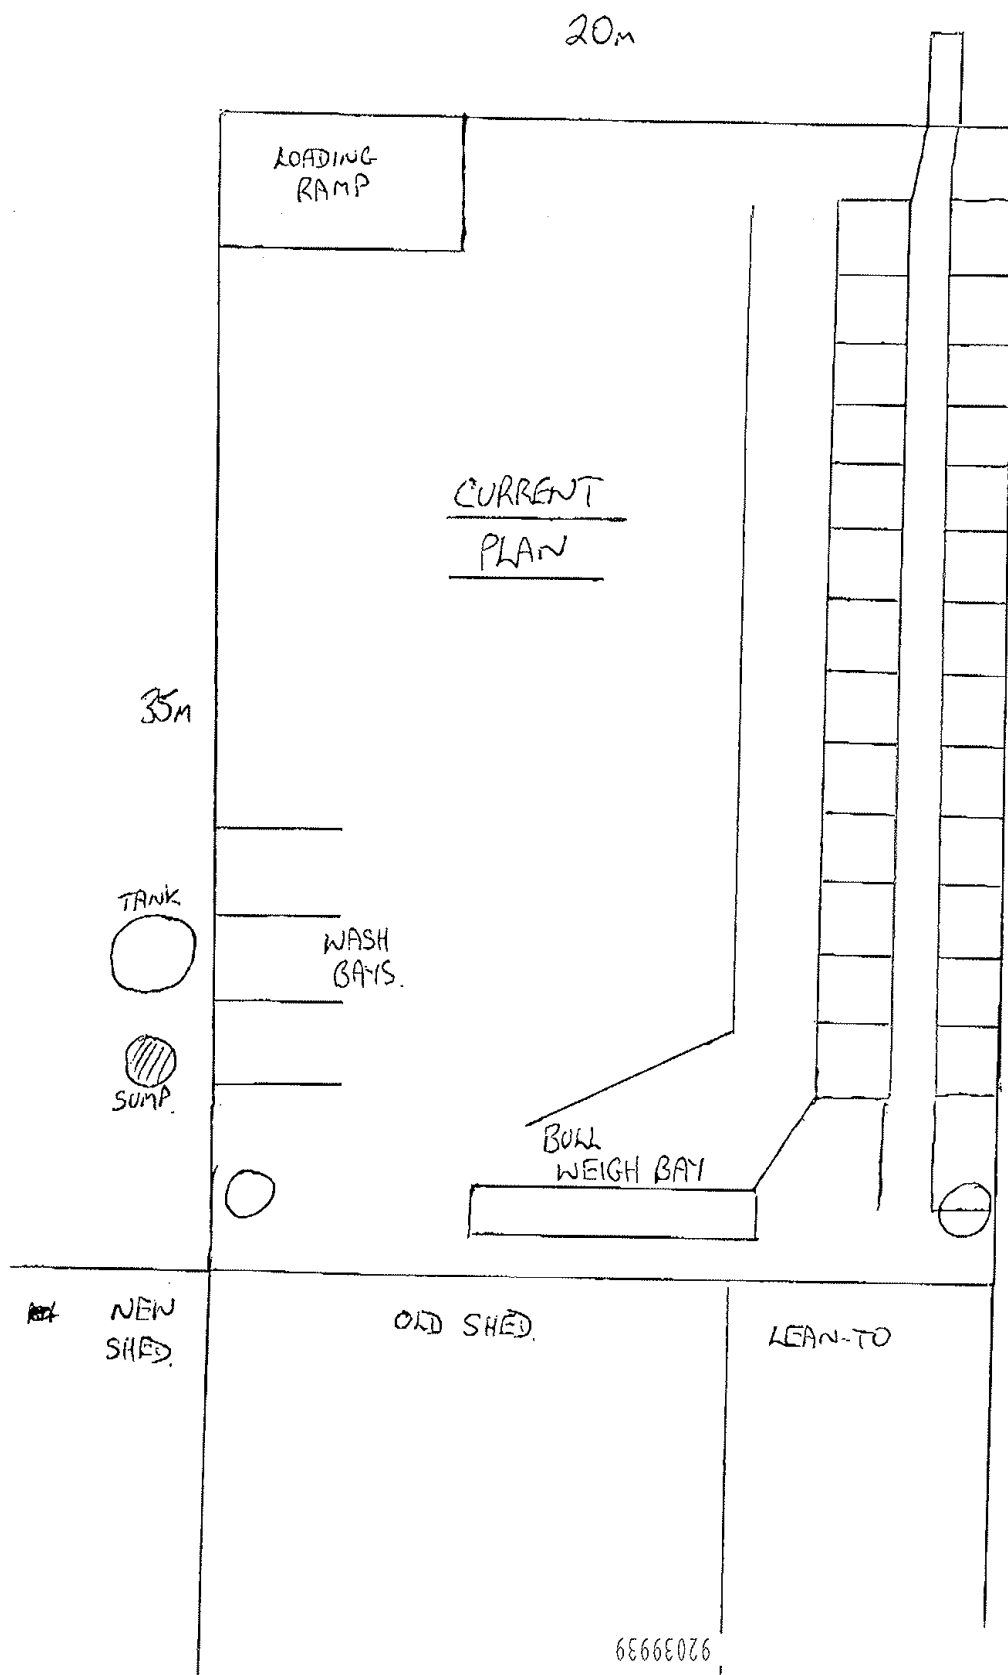 20m
LOADING
RAMP
CURRENT
PLAN
35M
TANK
WASH
BAYS.
SUMP.
BULL
WEIGH BAY
NEW
SHED.
OLD SHED.
LEAN-TO
92039939